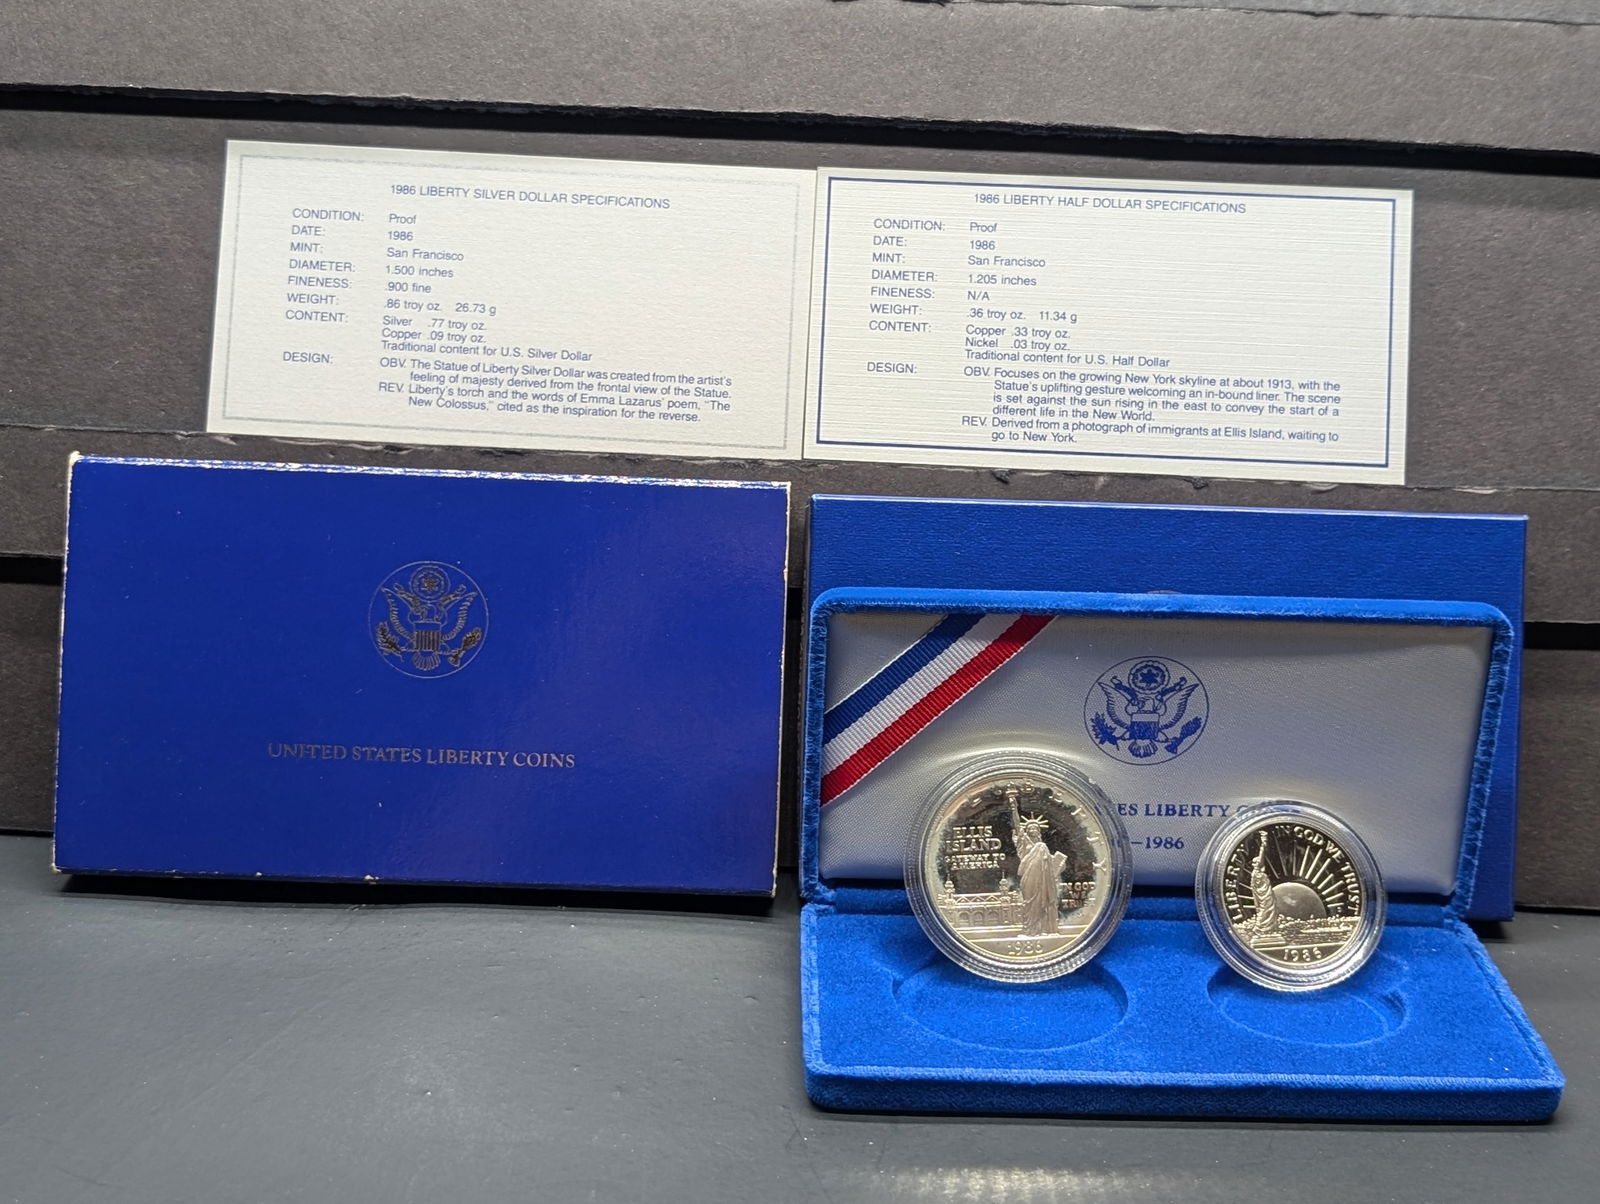 1986 LIBERTY SILVER DOLLAR SPECIFICATIONS
CONDITION: Proof
DATE: 1986
MINT: San Francisco
DIAMETER: 1.500 inches
FINENESS: .900 fine
WEIGHT: .86 troy oz. 26.73 g
CONTENT: Silver .77 troy oz.
Copper .09 troy oz.
Traditional content for U.S. Silver Dollar
DESIGN: OBV. The Statue of Liberty Silver Dollar was created from the artist's
feeling of majesty derived from the frontal view of the Statue.
REV. Liberty's torch and the words of Emma Lazarus' poem, "The
New Colossus," cited as the inspiration for the reverse.
1986 LIBERTY HALF DOLLAR SPECIFICATIONS
CONDITION: Proof
DATE: 1986
MINT: San Francisco
DIAMETER: 1.205 inches
FINENESS: N/A
WEIGHT: .36 troy oz. 11.34 g
CONTENT: Copper .33 troy oz.
Nickel .03 troy oz.
Traditional content for U.S. Half Dollar
DESIGN: OBV. Focuses on the growing New York skyline at about 1913, with the
Statue's uplifting gesture welcoming an in-bound liner. The scene
is set against the sun rising in the east to convey the start of a
different life in the New World.
REV. Derived from a photograph of immigrants at Ellis Island, waiting to
go to New York.
UNITED STATES LIBERTY COINS
ES LIBERTY
–1986
ELLIS
ISLAND
GATEWAY TO
AMERICA
IN GOD
WE
TRUST
1986
LIBERTY
IN GOD WE TRUST
1986